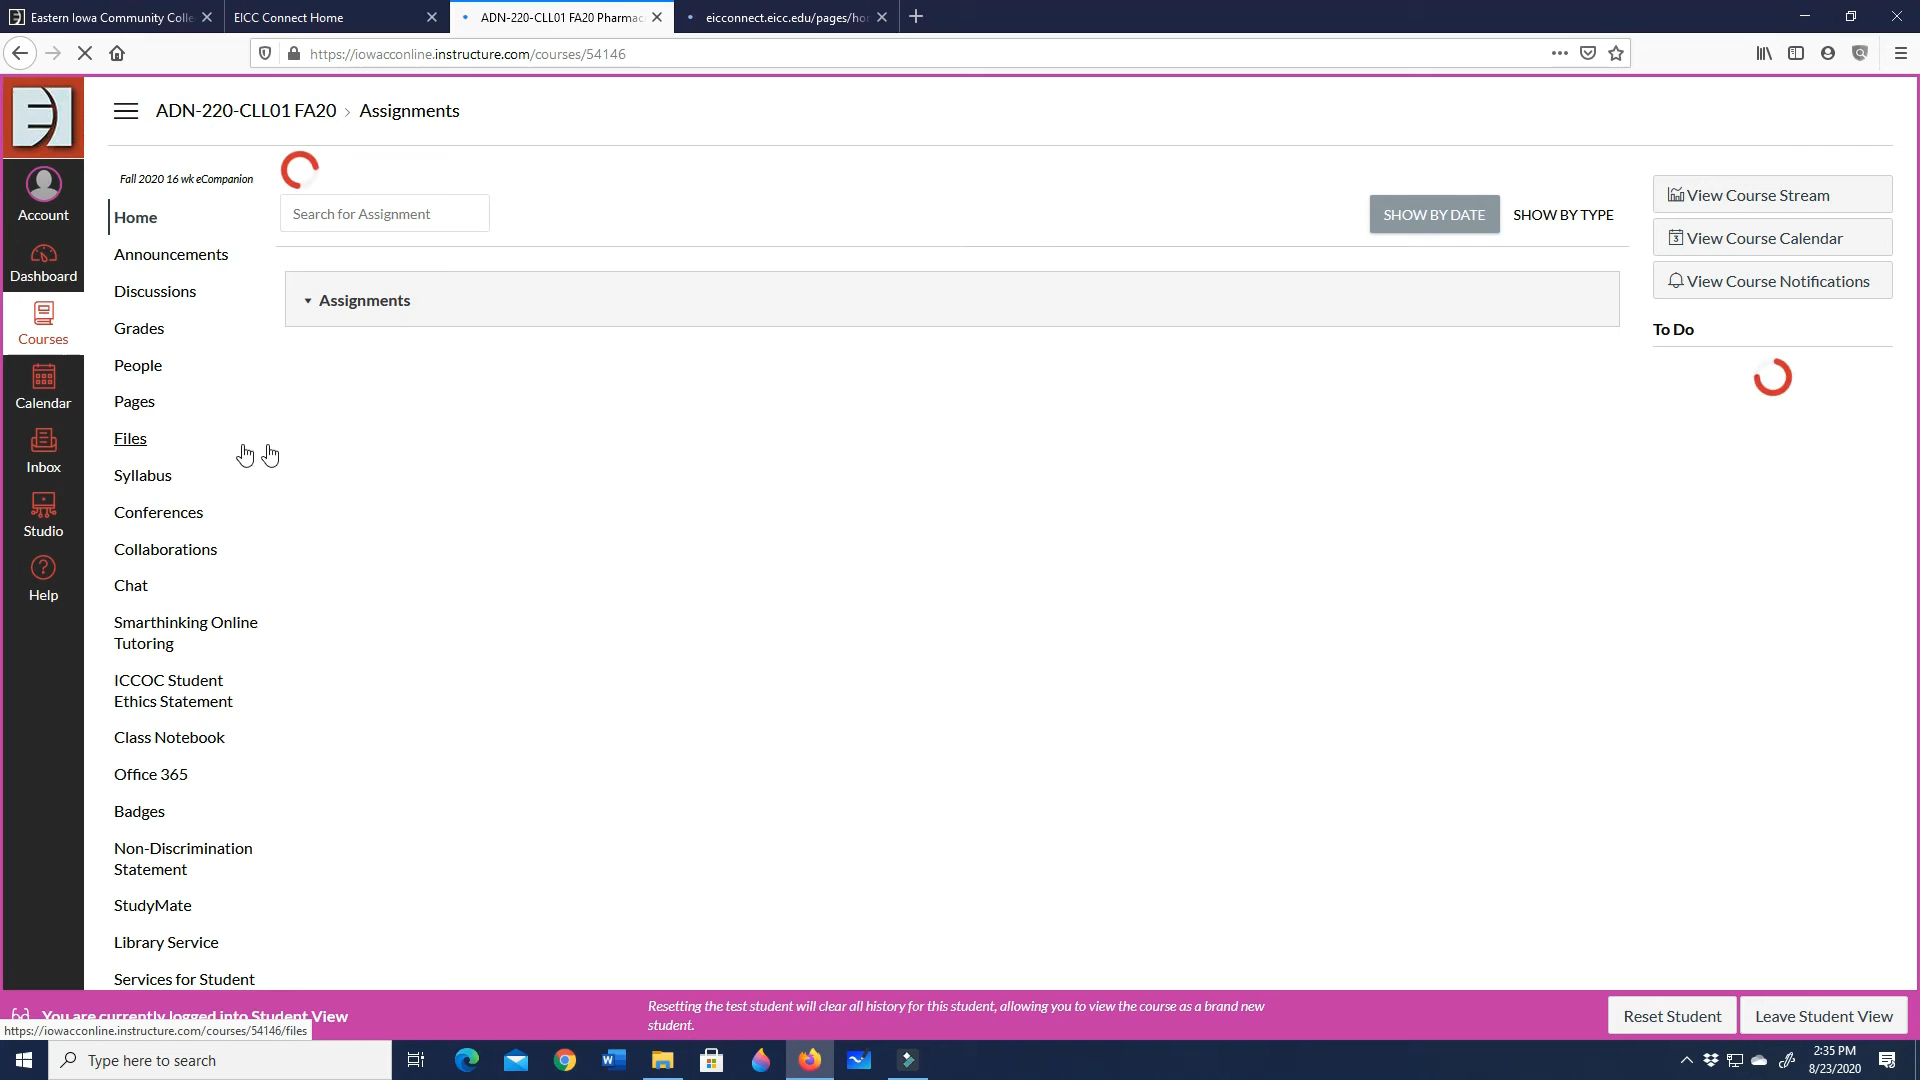 Eastern Iowa Community Colle
EICC Connect Home
ADN-220-CLL01 FA20 Pharmac
eicconnect.eicc.edu/pages/ho
https://iowacconline.instructure.com/courses/54146
ADN-220-CLL01 FA20 › Assignments
Account
Dashboard
Courses
Calendar
Inbox
Studio
Help
Fall 2020 16 wk eCompanion
Home
Announcements
Discussions
Grades
People
Pages
Files
Syllabus
Conferences
Collaborations
Chat
Smarthinking Online
Tutoring
ICCOC Student
Ethics Statement
Class Notebook
Office 365
Badges
Non-Discrimination
Statement
StudyMate
Library Service
Services for Student
Search for Assignment
SHOW BY DATE
SHOW BY TYPE
Assignments
View Course Stream
View Course Calendar
View Course Notifications
To Do
You are currently logged into Student View
Resetting the test student will clear all history for this student, allowing you to view the course as a brand new
student.
Reset Student
Leave Student View
https://iowacconline.instructure.com/courses/54146/files
Type here to search
2:35 PM
8/23/2020